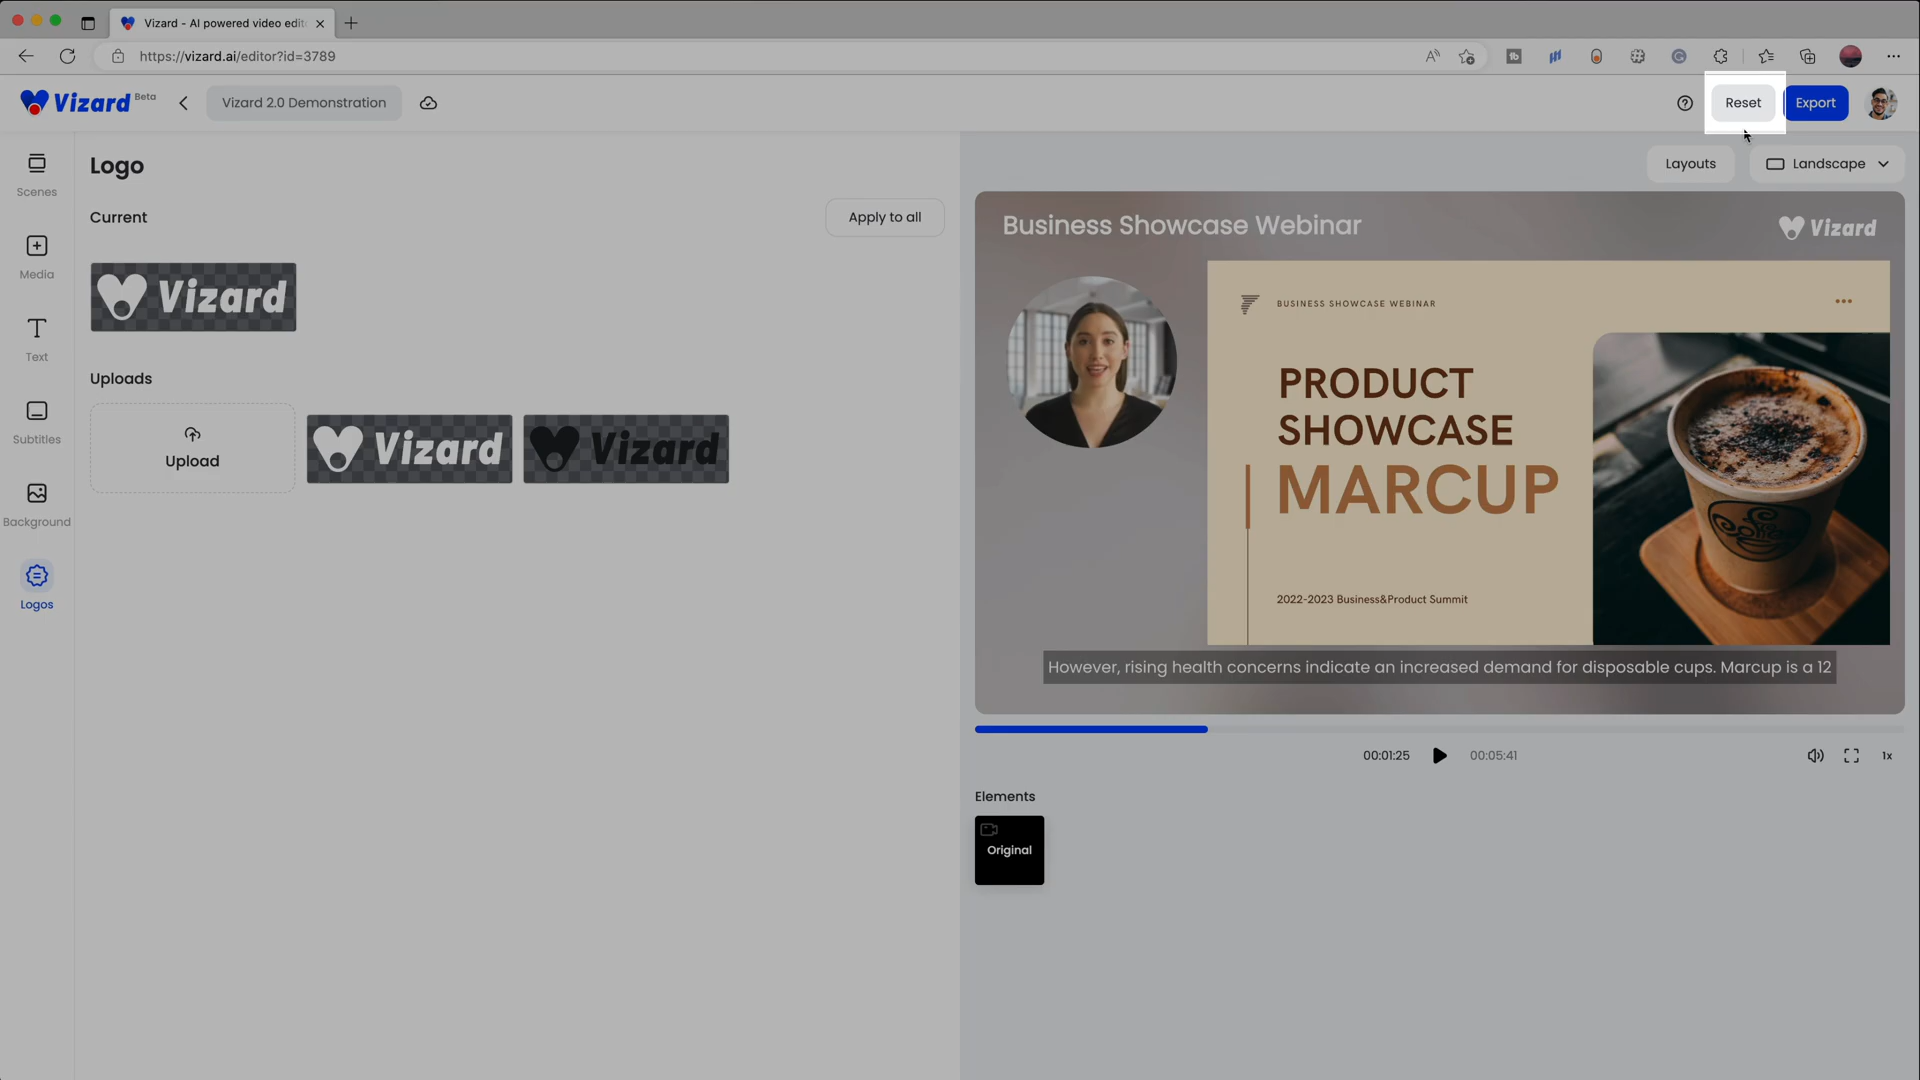 Vizard - AI powered video edit
https://vizard.ai/editor?id=3789
Vizard Beta
Vizard 2.0 Demonstration
Reset
Export
Scenes
Media
Text
Subtitles
Background
Logos
Logo
Current
Apply to all
Vizard
Uploads
Upload
Vizard
Vizard
Layouts
Landscape
Business Showcase Webinar
Vizard
BUSINESS SHOWCASE WEBINAR
PRODUCT
SHOWCASE
MARCUP
2022-2023 Business&Product Summit
However, rising health concerns indicate an increased demand for disposable cups. Marcup is a 12
00:01:25
00:05:41
1x
Elements
Original